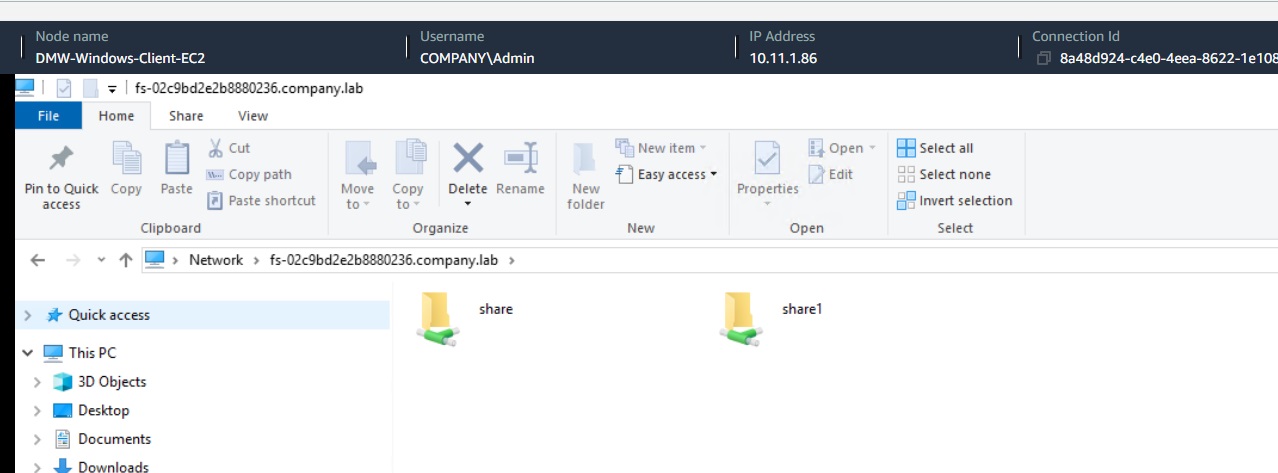 Node name Username IP Address Connection Id
DMW-Windows-Client-EC2 COMPANY\Admin 10.11.1.86 8a48d924-c4e0-4eea-8622-1e108
fs-02c9bd2e2b8880236.company.lab
File Home Share View
Pin to Quick access
Copy
Paste
Cut
Copy path
Paste shortcut
Clipboard
Move to
Copy to
Delete
Rename
Organize
New folder
New item
Easy access
New
Properties
Open
Edit
Open
Select all
Select none
Invert selection
Select
Network > fs-02c9bd2e2b8880236.company.lab >
Quick access
This PC
3D Objects
Desktop
Documents
Downloads
share
share1